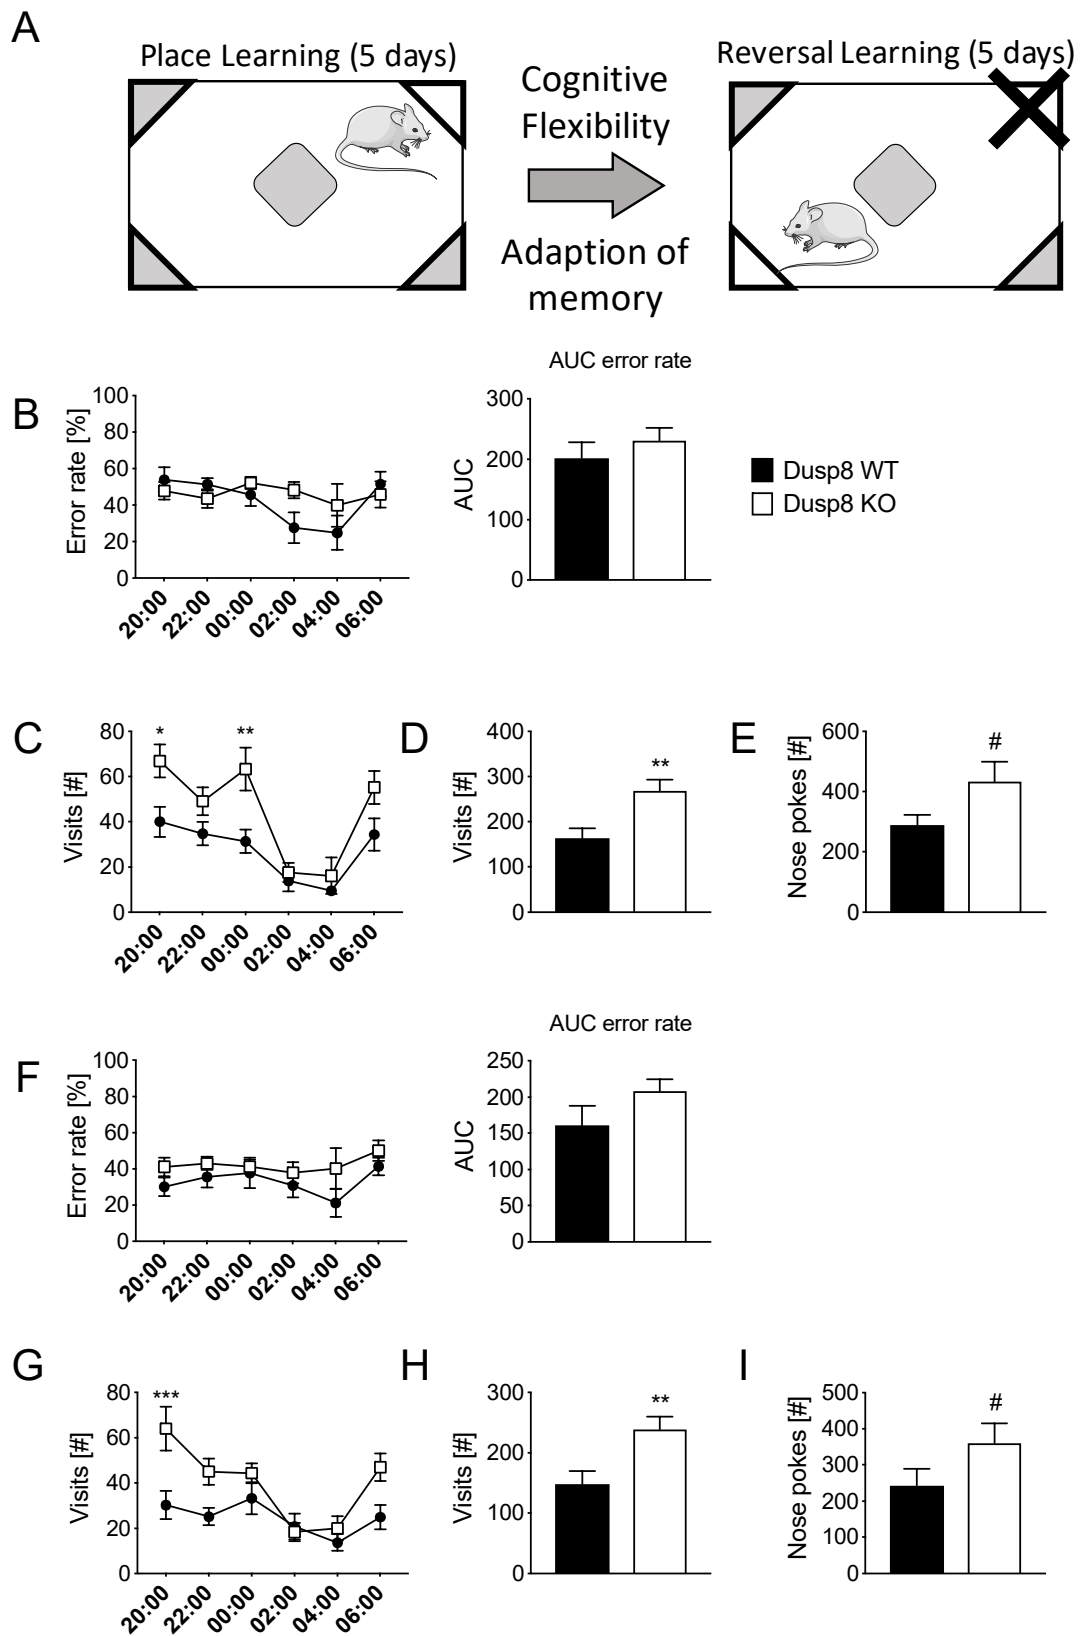 A
Place Learning (5 days)
Reversal Learning (5 days)
Cognitive
Flexibility
Adaption of
memory
B
Error rate [%]
100
80
60
40
20
0
20:00 22:00 00:00 02:00 04:00 06:00
AUC error rate
AUC
300
200
100
0
Dusp8 WT
Dusp8 KO
C
Visits [#]
80
60
40
20
0
* **
20:00 22:00 00:00 02:00 04:00 06:00
D
Visits [#]
400
300
200
100
0
**
E
Nose pokes [#]
600
400
200
0
#
F
Error rate [%]
100
80
60
40
20
0
20:00 22:00 00:00 02:00 04:00 06:00
AUC error rate
AUC
250
200
150
100
50
0
G
Visits [#]
80
60
40
20
0
***
20:00 22:00 00:00 02:00 04:00 06:00
H
Visits [#]
300
200
100
0
**
I
Nose pokes [#]
500
400
300
200
100
0
#